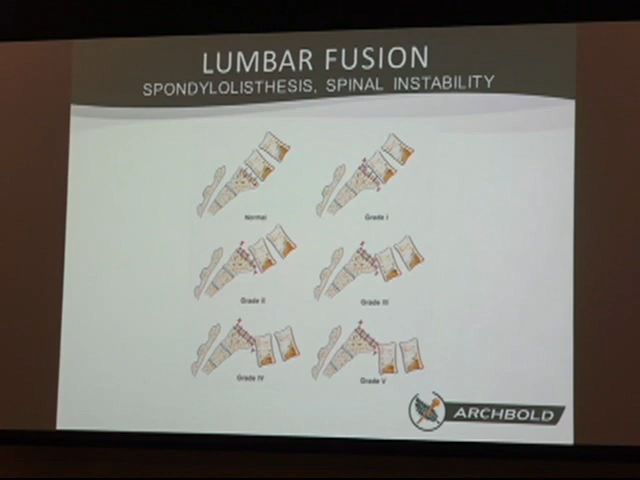 LUMBAR FUSION
SPONDYLOLISTHESIS, SPINAL INSTABILITY
Normal
Grade I
Grade II
Grade III
Grade IV
Grade V
ARCHBOLD